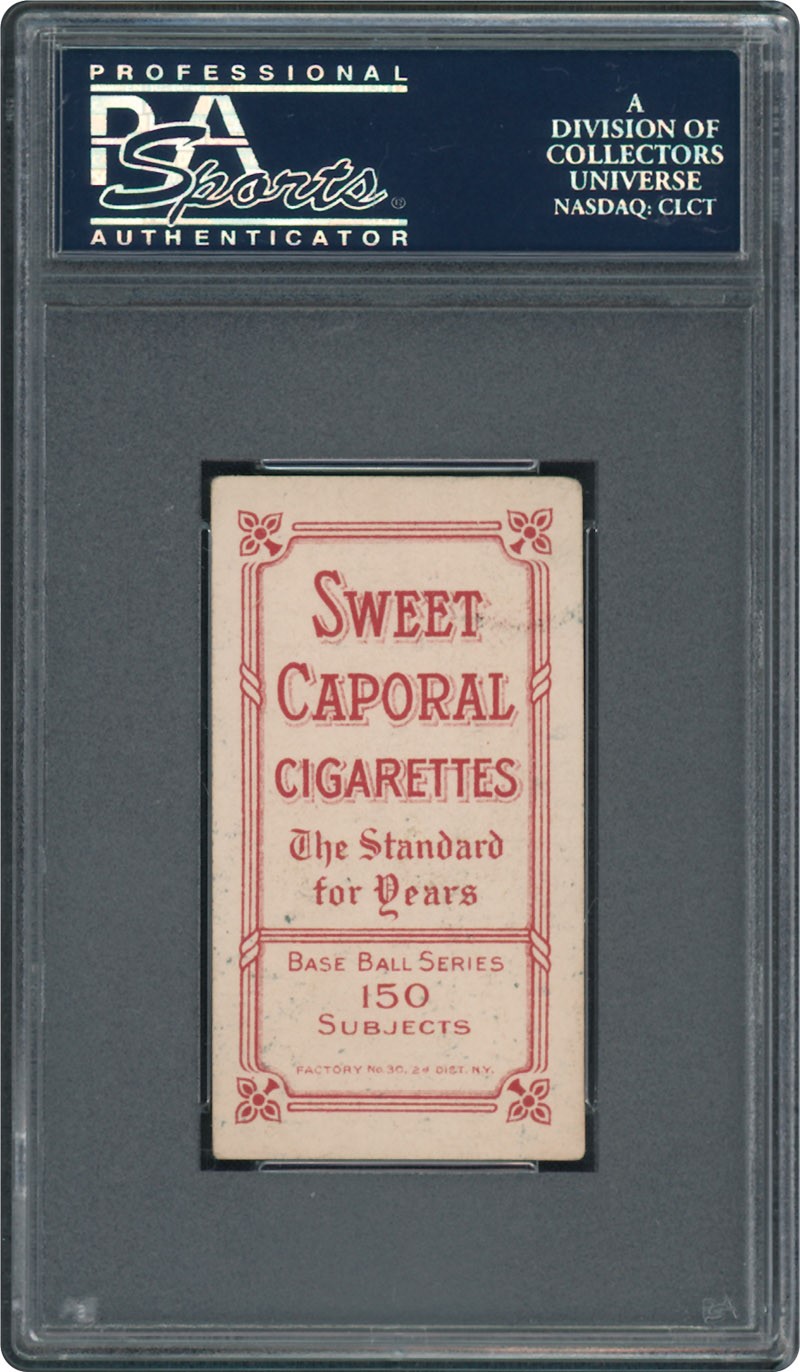 PROFESSIONAL
PSA
Sports ®
AUTHENTICATOR
A
DIVISION OF
COLLECTORS
UNIVERSE
NASDAQ: CLCT
SWEET
CAPORAL
CIGARETTES
The Standard
for Years
BASE BALL SERIES
150
SUBJECTS
FACTORY No. 30, 2d DIST. N.Y.
PSA